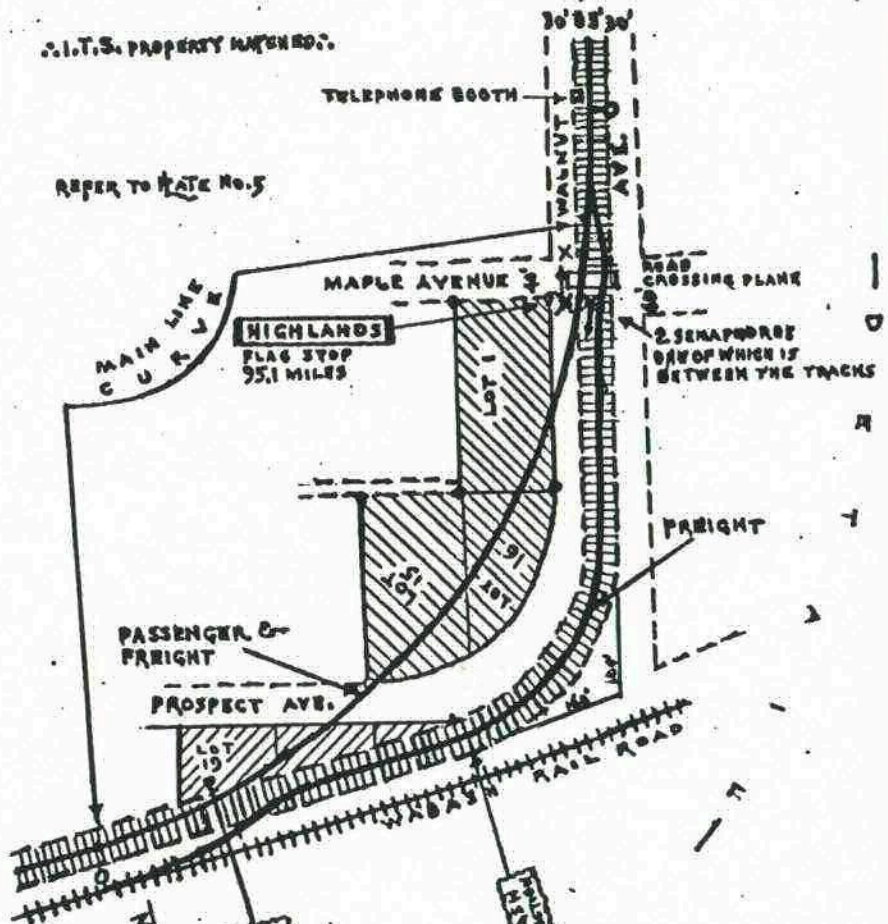 30' 85' 30'
∴ I.T.S. PROPERTY HATCHED ∴
TELEPHONE BOOTH
WALNUT
AVE.
REFER TO PLATE No. 5
MAIN LINE
CURVE
MAPLE AVENUE
ROAD
CROSSING PLANK
HIGHLANDS
FLAG STOP
95.1 MILES
2 SEMAPHORES
ONE OF WHICH IS
BETWEEN THE TRACKS
LOT 1
FREIGHT
LOT 15
LOT 16
PASSENGER &
FREIGHT
PROSPECT AVE.
LOT
19
WABASH RAIL ROAD